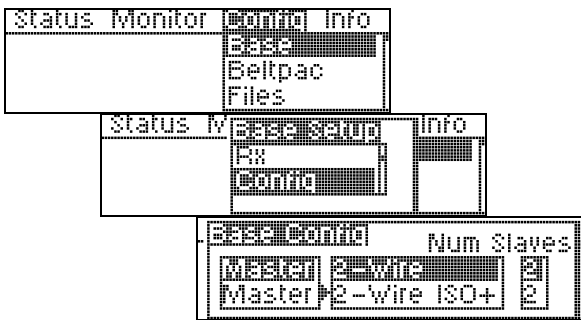 Status Monitor Config Info
Base
Beltpac
Files
Status M Base Setup Info
Rx
Config
Base Config Num Slaves
Master 2-wire 2
Master 2-wire ISO+ 2